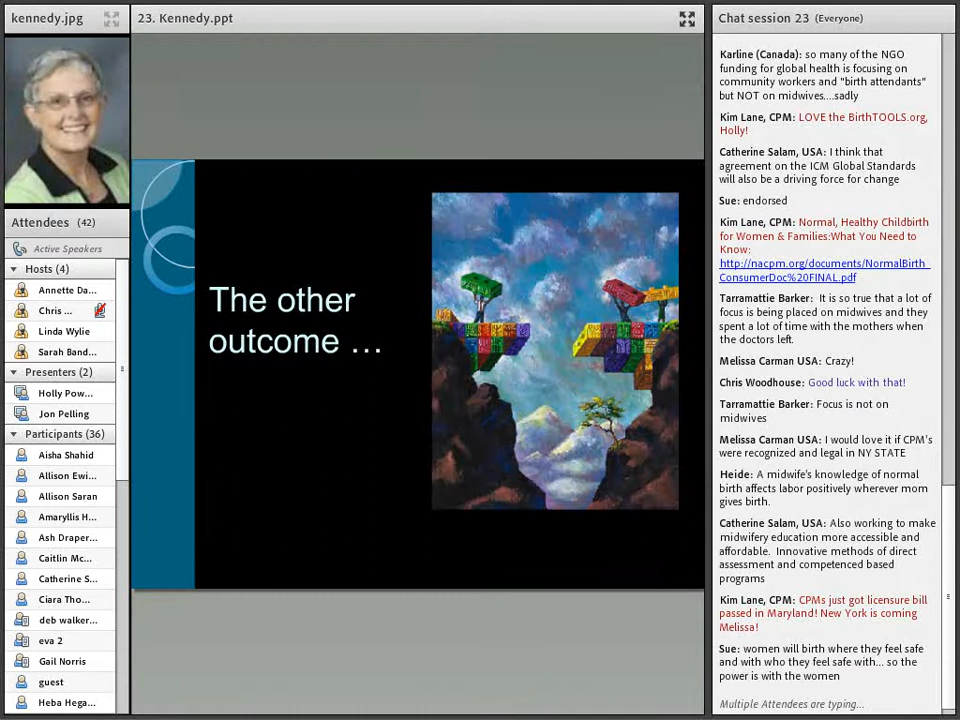 kennedy.jpg
23. Kennedy.ppt
Chat session 23 (Everyone)
Attendees (42)
Active Speakers
Hosts (4)
Annette Da...
Chris ...
Linda Wylie
Sarah Band...
Presenters (2)
Holly Pow...
Jon Pelling
Participants (36)
Aisha Shahid
Allison Ewi...
Allison Saran
Amaryllis H...
Ash Draper...
Caitlin Mc...
Catherine S...
Ciara Tho...
deb walker...
eva 2
Gail Norris
guest
Heba Hega...
The other
outcome ...
Karline (Canada): so many of the NGO
funding for global health is focusing on
community workers and "birth attendants"
but NOT on midwives....sadly
Kim Lane, CPM: LOVE the BirthTOOLS.org,
Holly!
Catherine Salam, USA: I think that
agreement on the ICM Global Standards
will also be a driving force for change
Sue: endorsed
Kim Lane, CPM: Normal, Healthy Childbirth
for Women & Families:What You Need to
Know:
http://nacpm.org/documents/NormalBirth_
ConsumerDoc%20FINAL.pdf
Tarramattie Barker: It is so true that a lot of
focus is being placed on midwives and they
spent a lot of time with the mothers when
the doctors left.
Melissa Carman USA: Crazy!
Chris Woodhouse: Good luck with that!
Tarramattie Barker: Focus is not on
midwives
Melissa Carman USA: I would love it if CPM's
were recognized and legal in NY STATE
Heide: A midwife's knowledge of normal
birth affects labor positively wherever mom
gives birth.
Catherine Salam, USA: Also working to make
midwifery education more accessible and
affordable. Innovative methods of direct
assessment and competenced based
programs
Kim Lane, CPM: CPMs just got licensure bill
passed in Maryland! New York is coming
Melissa!
Sue: women will birth where they feel safe
and with who they feel safe with... so the
power is with the women
Multiple Attendees are typing...